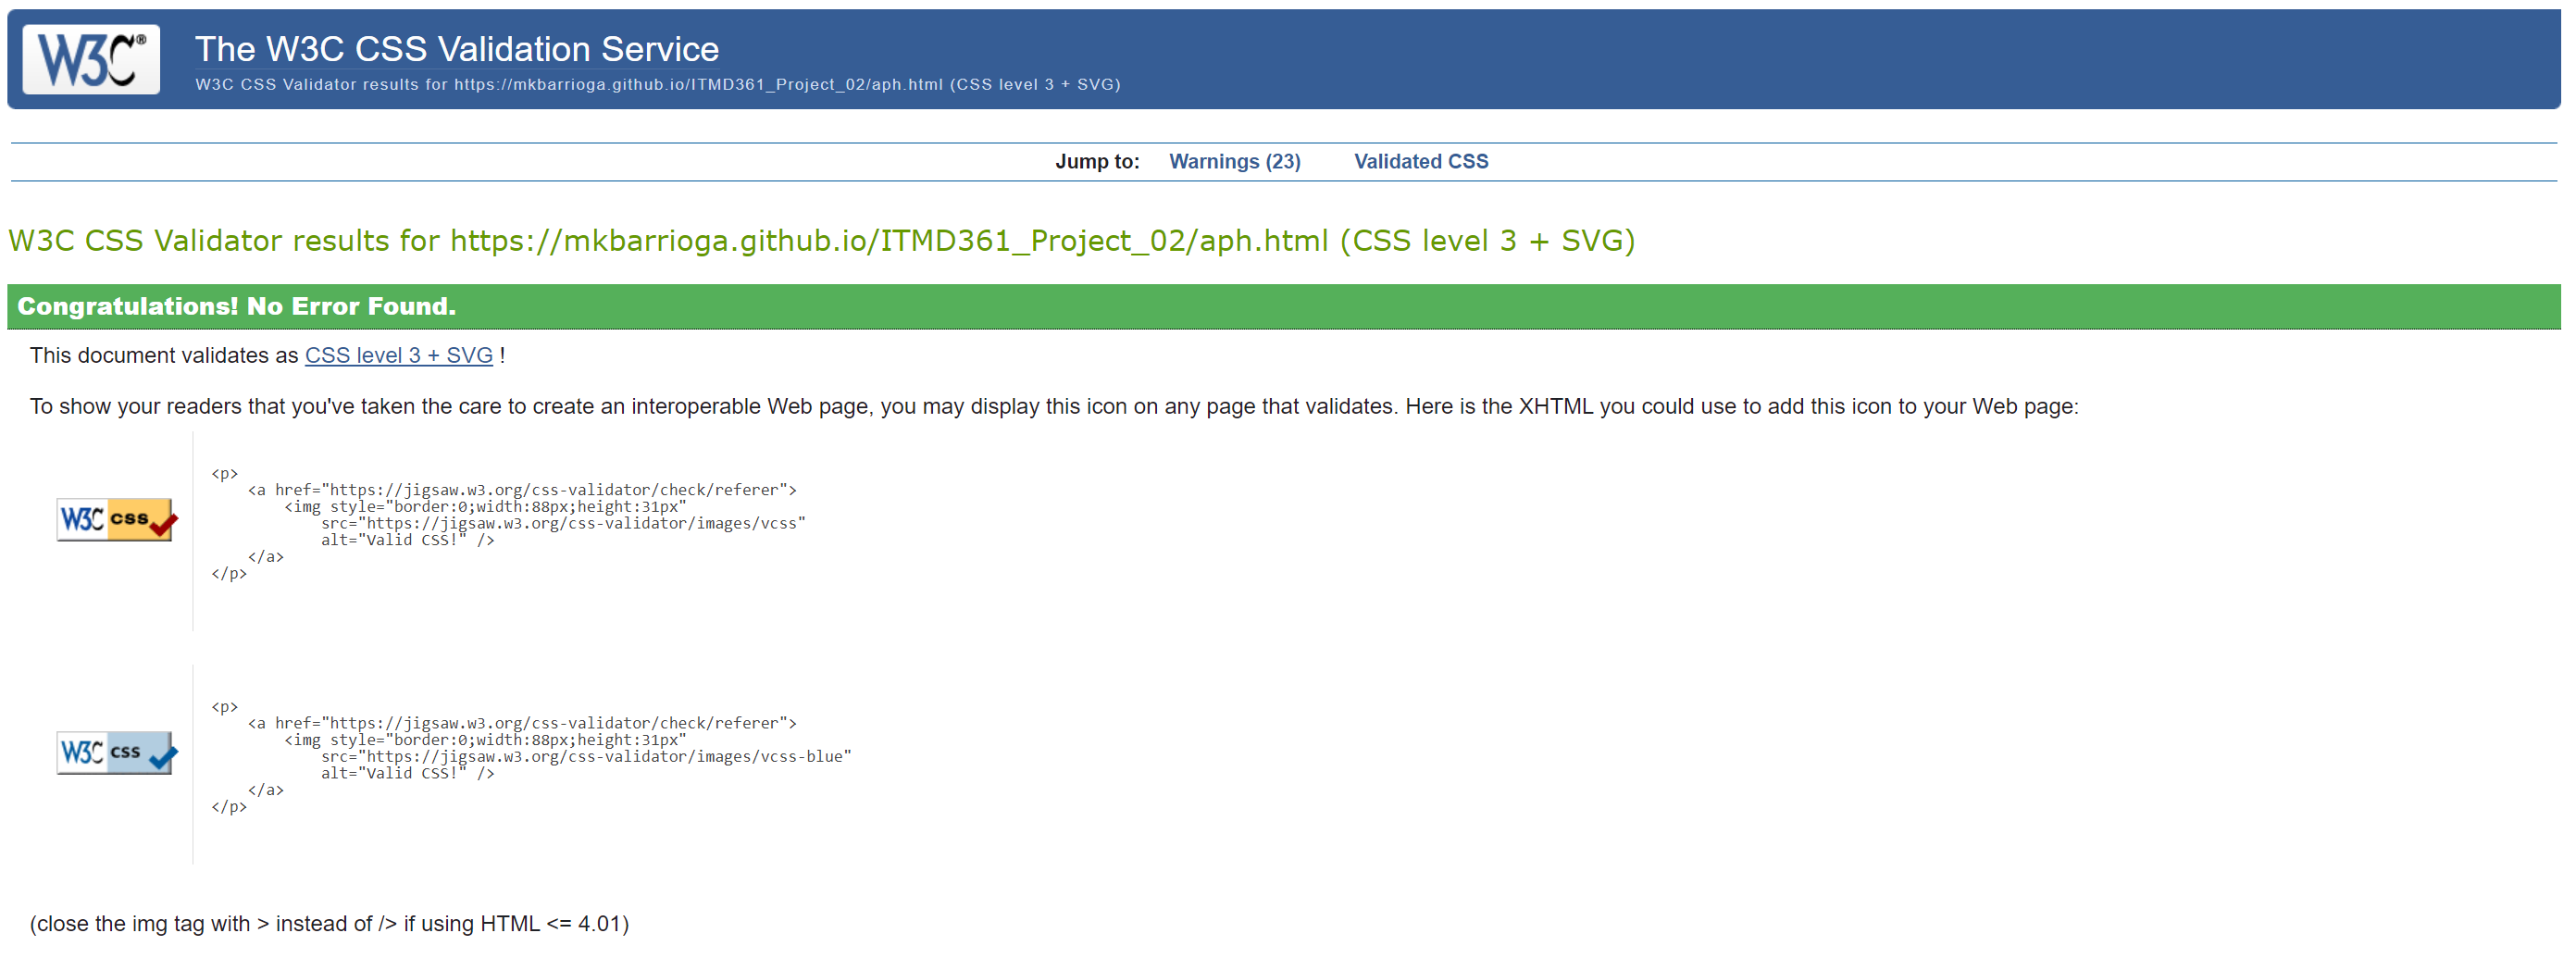 W3C®
The W3C CSS Validation Service
W3C CSS Validator results for https://mkbarrioga.github.io/ITMD361_Project_02/aph.html (CSS level 3 + SVG)
Jump to: Warnings (23) Validated CSS
W3C CSS Validator results for https://mkbarrioga.github.io/ITMD361_Project_02/aph.html (CSS level 3 + SVG)
Congratulations! No Error Found.
This document validates as CSS level 3 + SVG !
To show your readers that you've taken the care to create an interoperable Web page, you may display this icon on any page that validates. Here is the XHTML you could use to add this icon to your Web page:
W3C css
<p>
    <a href="https://jigsaw.w3.org/css-validator/check/referer">
        <img style="border:0;width:88px;height:31px"
            src="https://jigsaw.w3.org/css-validator/images/vcss"
            alt="Valid CSS!" />
    </a>
</p>
W3C css
<p>
    <a href="https://jigsaw.w3.org/css-validator/check/referer">
        <img style="border:0;width:88px;height:31px"
            src="https://jigsaw.w3.org/css-validator/images/vcss-blue"
            alt="Valid CSS!" />
    </a>
</p>
(close the img tag with > instead of /> if using HTML <= 4.01)